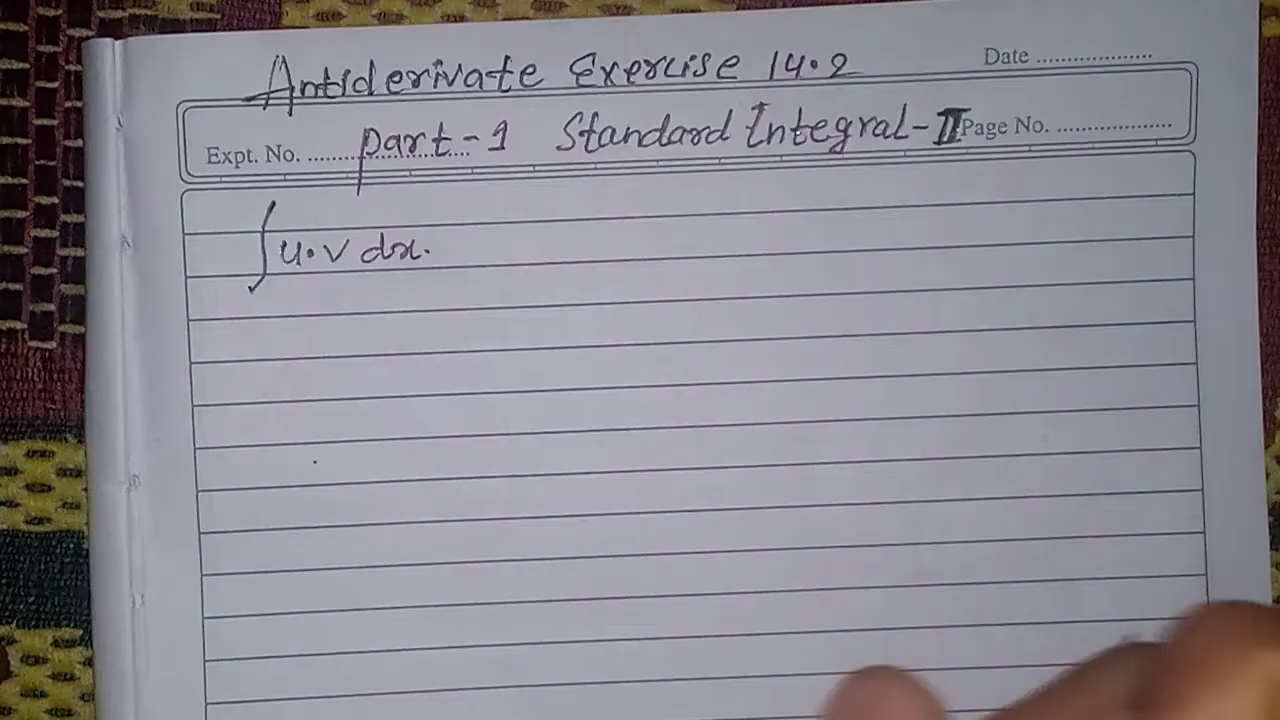 Antiderivate Exercise 14.2
Date ....................
Expt. No. .......... part-1 Standard Integral-II Page No. ....................
∫u.v dx.